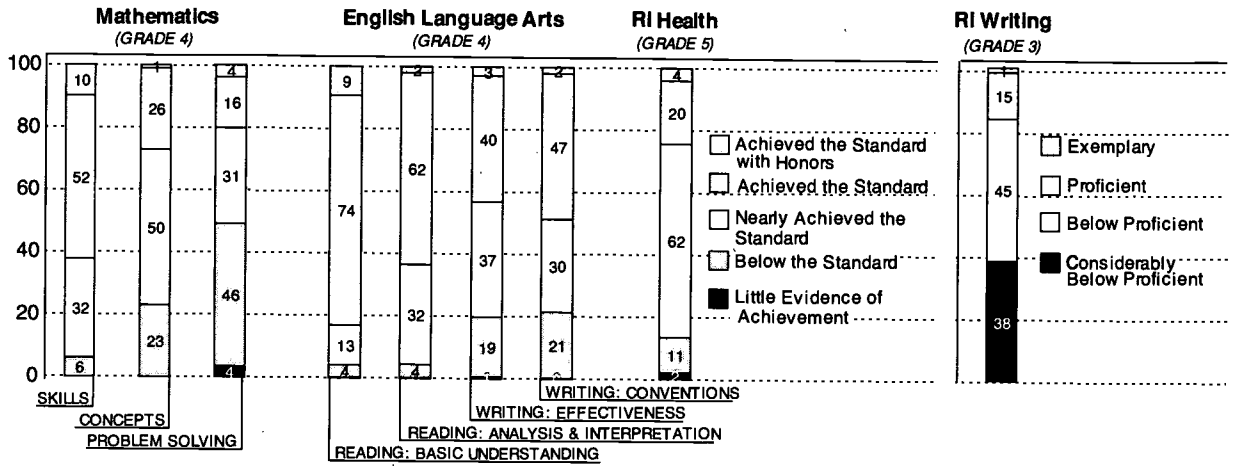 Mathematics
(GRADE 4)
English Language Arts
(GRADE 4)
RI Health
(GRADE 5)
RI Writing
(GRADE 3)
100
80
60
40
20
0
10
52
32
6
1
26
50
23
4
16
31
46
4
9
74
13
4
2
62
32
4
3
40
37
19
2
47
30
21
4
20
62
11
2
1
15
45
38
Achieved the Standard
with Honors
Achieved the Standard
Nearly Achieved the
Standard
Below the Standard
Little Evidence of
Achievement
Exemplary
Proficient
Below Proficient
Considerably
Below Proficient
SKILLS
CONCEPTS
PROBLEM SOLVING
WRITING: CONVENTIONS
WRITING: EFFECTIVENESS
READING: ANALYSIS & INTERPRETATION
READING: BASIC UNDERSTANDING